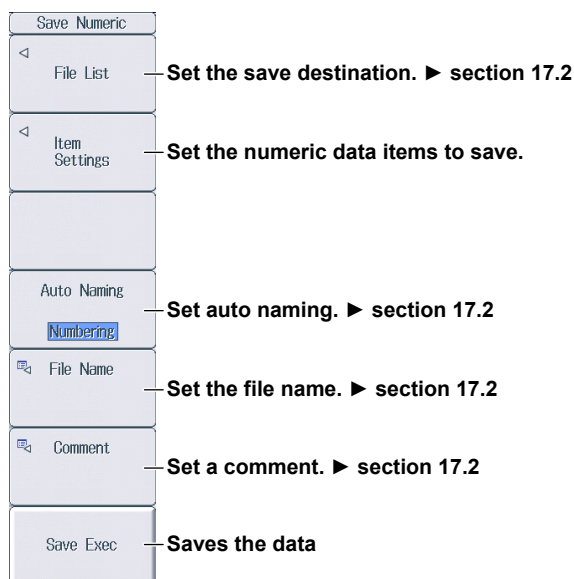 Save Numeric
File List
Set the save destination. ► section 17.2
Item
Settings
Set the numeric data items to save.
Auto Naming
Numbering
Set auto naming. ► section 17.2
File Name
Set the file name. ► section 17.2
Comment
Set a comment. ► section 17.2
Save Exec
Saves the data